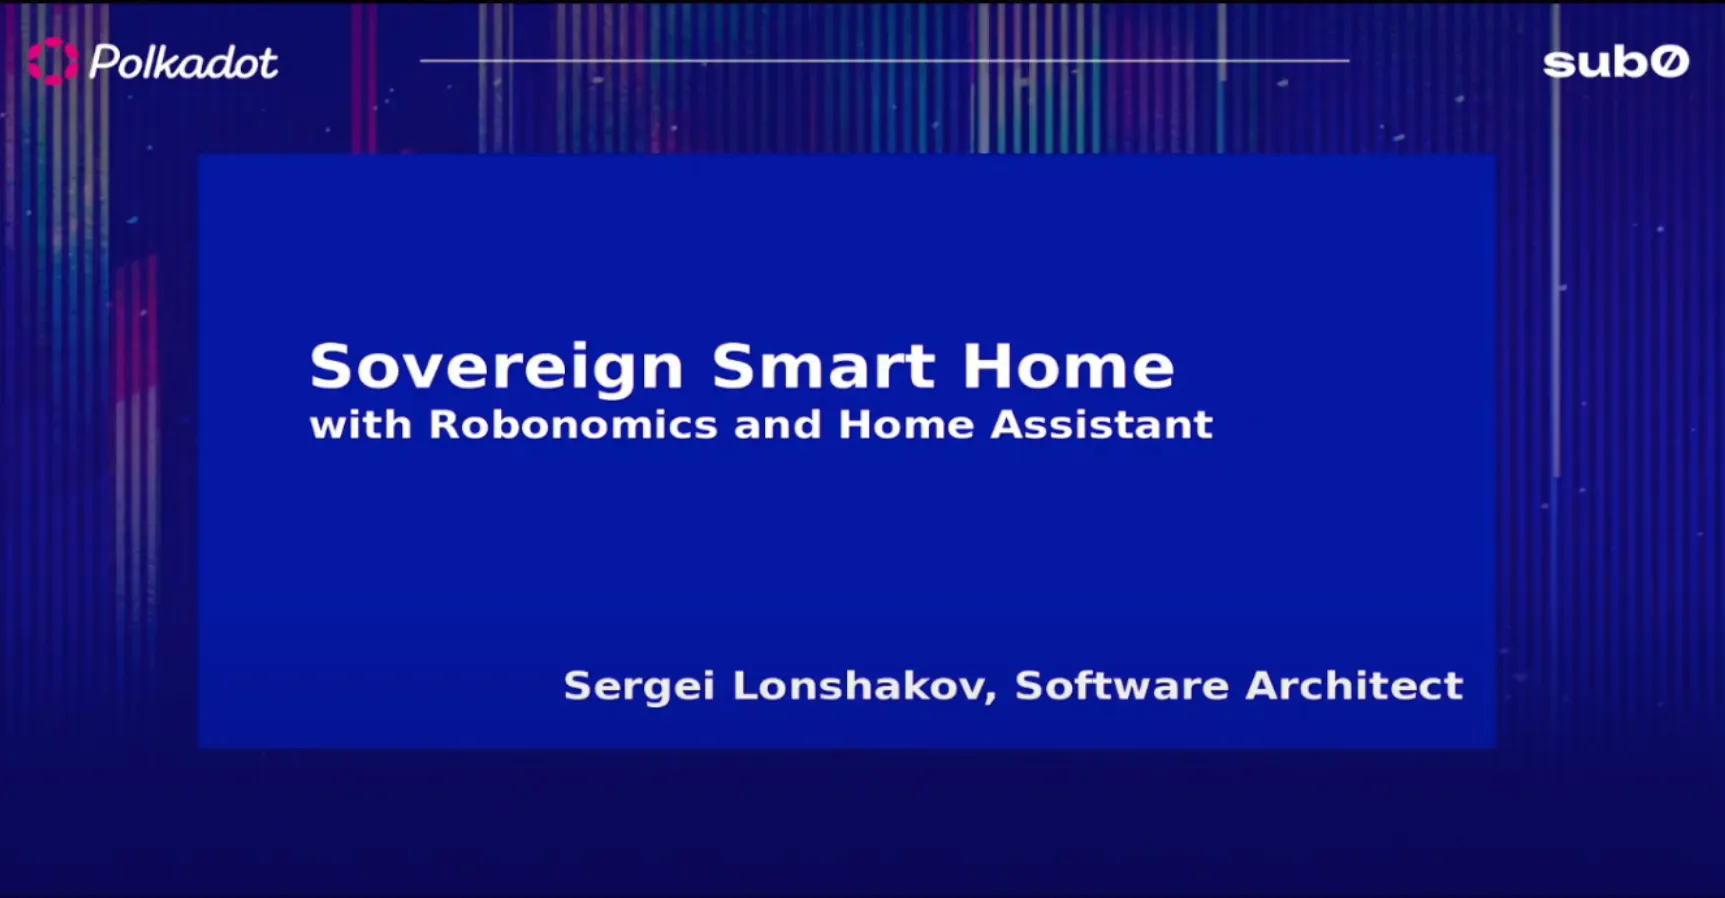 Polkadot
sub0
Sovereign Smart Home
with Robonomics and Home Assistant
Sergei Lonshakov, Software Architect